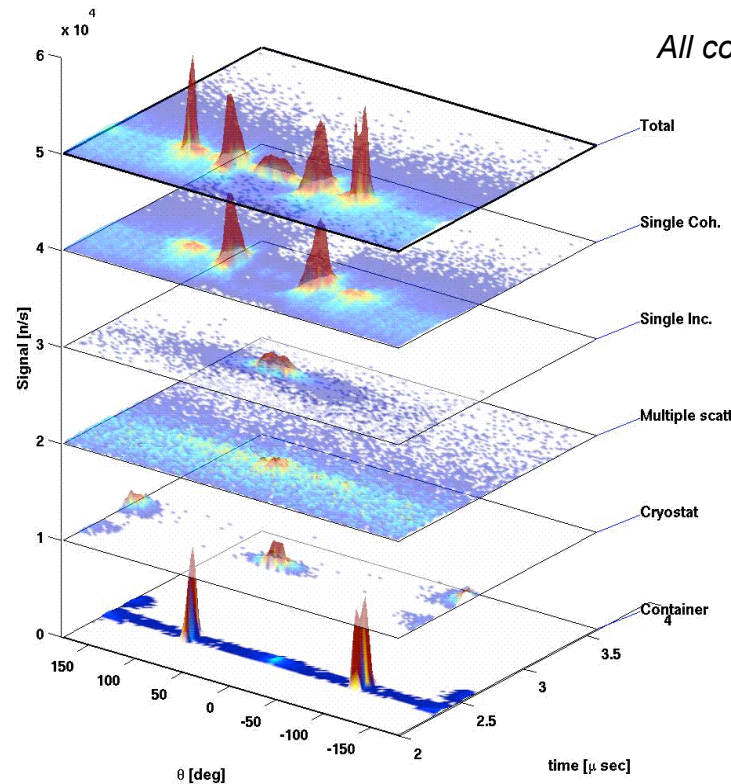 x 10 4
All co
6
5
4
3
2
1
0
Signal [n/s]
Total
Single Coh.
Single Inc.
Multiple scatt
Cryostat
Container
150
100
50
0
-50
-100
-150
θ [deg]
2
2.5
3
3.5
4
time [μ sec]